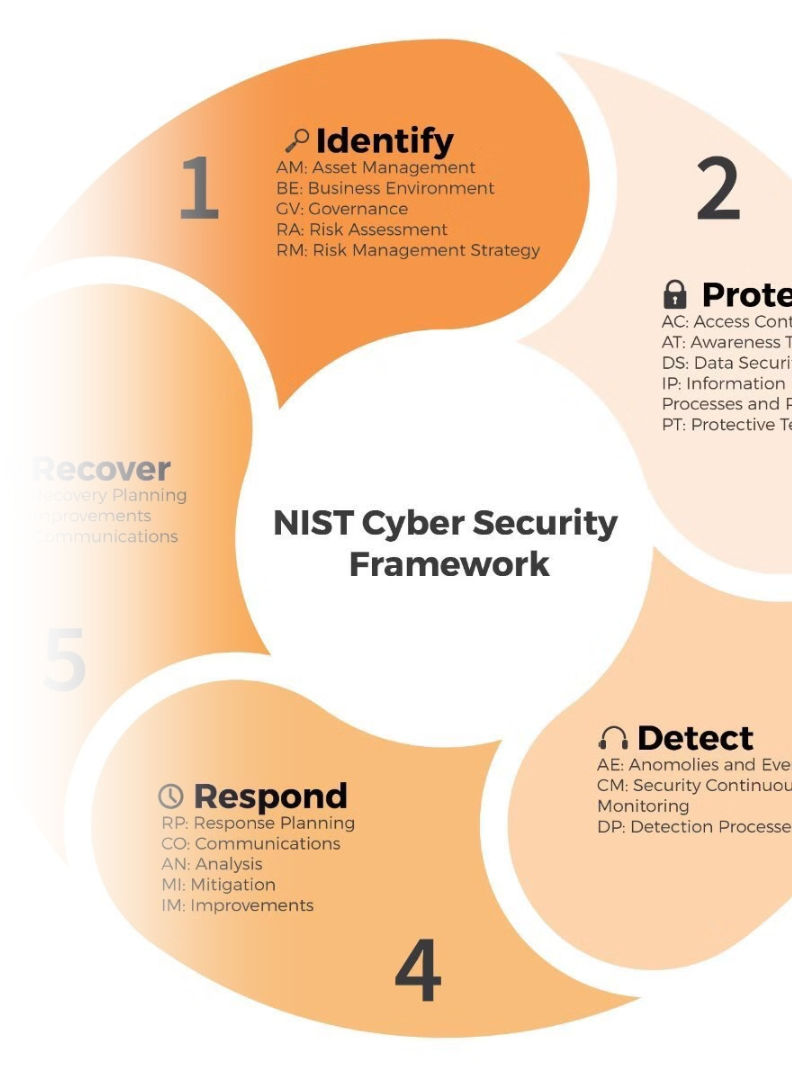 1
Identify
AM: Asset Management
BE: Business Environment
GV: Governance
RA: Risk Assessment
RM: Risk Management Strategy
2
Prote
AC: Access Cont
AT: Awareness T
DS: Data Securi
IP: Information
Processes and P
PT: Protective Te
NIST Cyber Security
Framework
Detect
AE: Anomolies and Eve
CM: Security Continuou
Monitoring
DP: Detection Processe
4
Respond
RP: Response Planning
CO: Communications
AN: Analysis
MI: Mitigation
IM: Improvements
5
Recover
Recovery Planning
Improvements
Communications